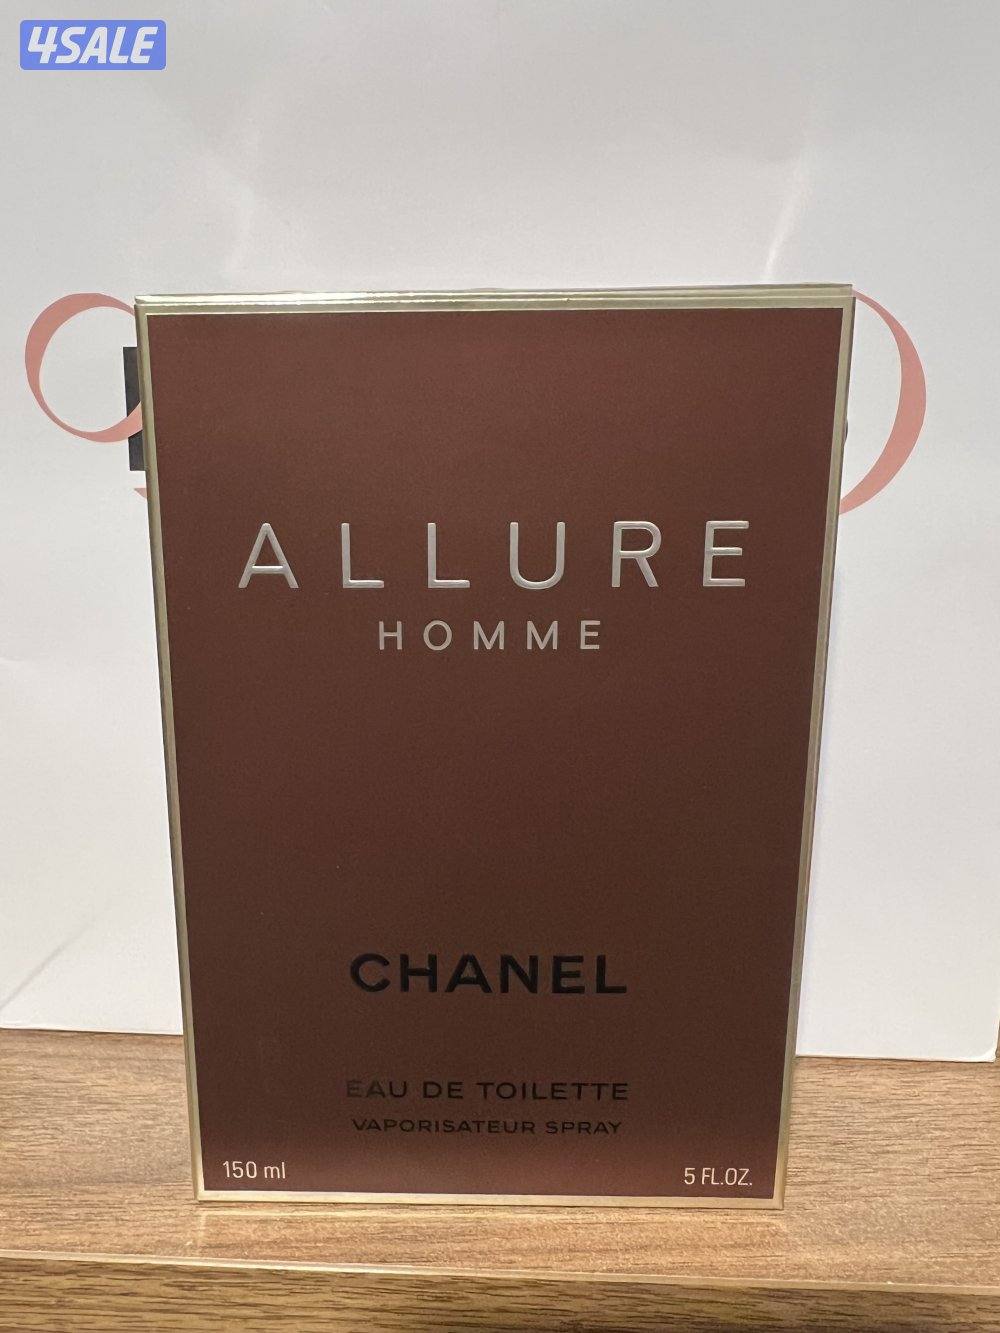 4SALE
ALLURE
HOMME
CHANEL
EAU DE TOILETTE
VAPORISATEUR SPRAY
150 ml
5 FL.OZ.